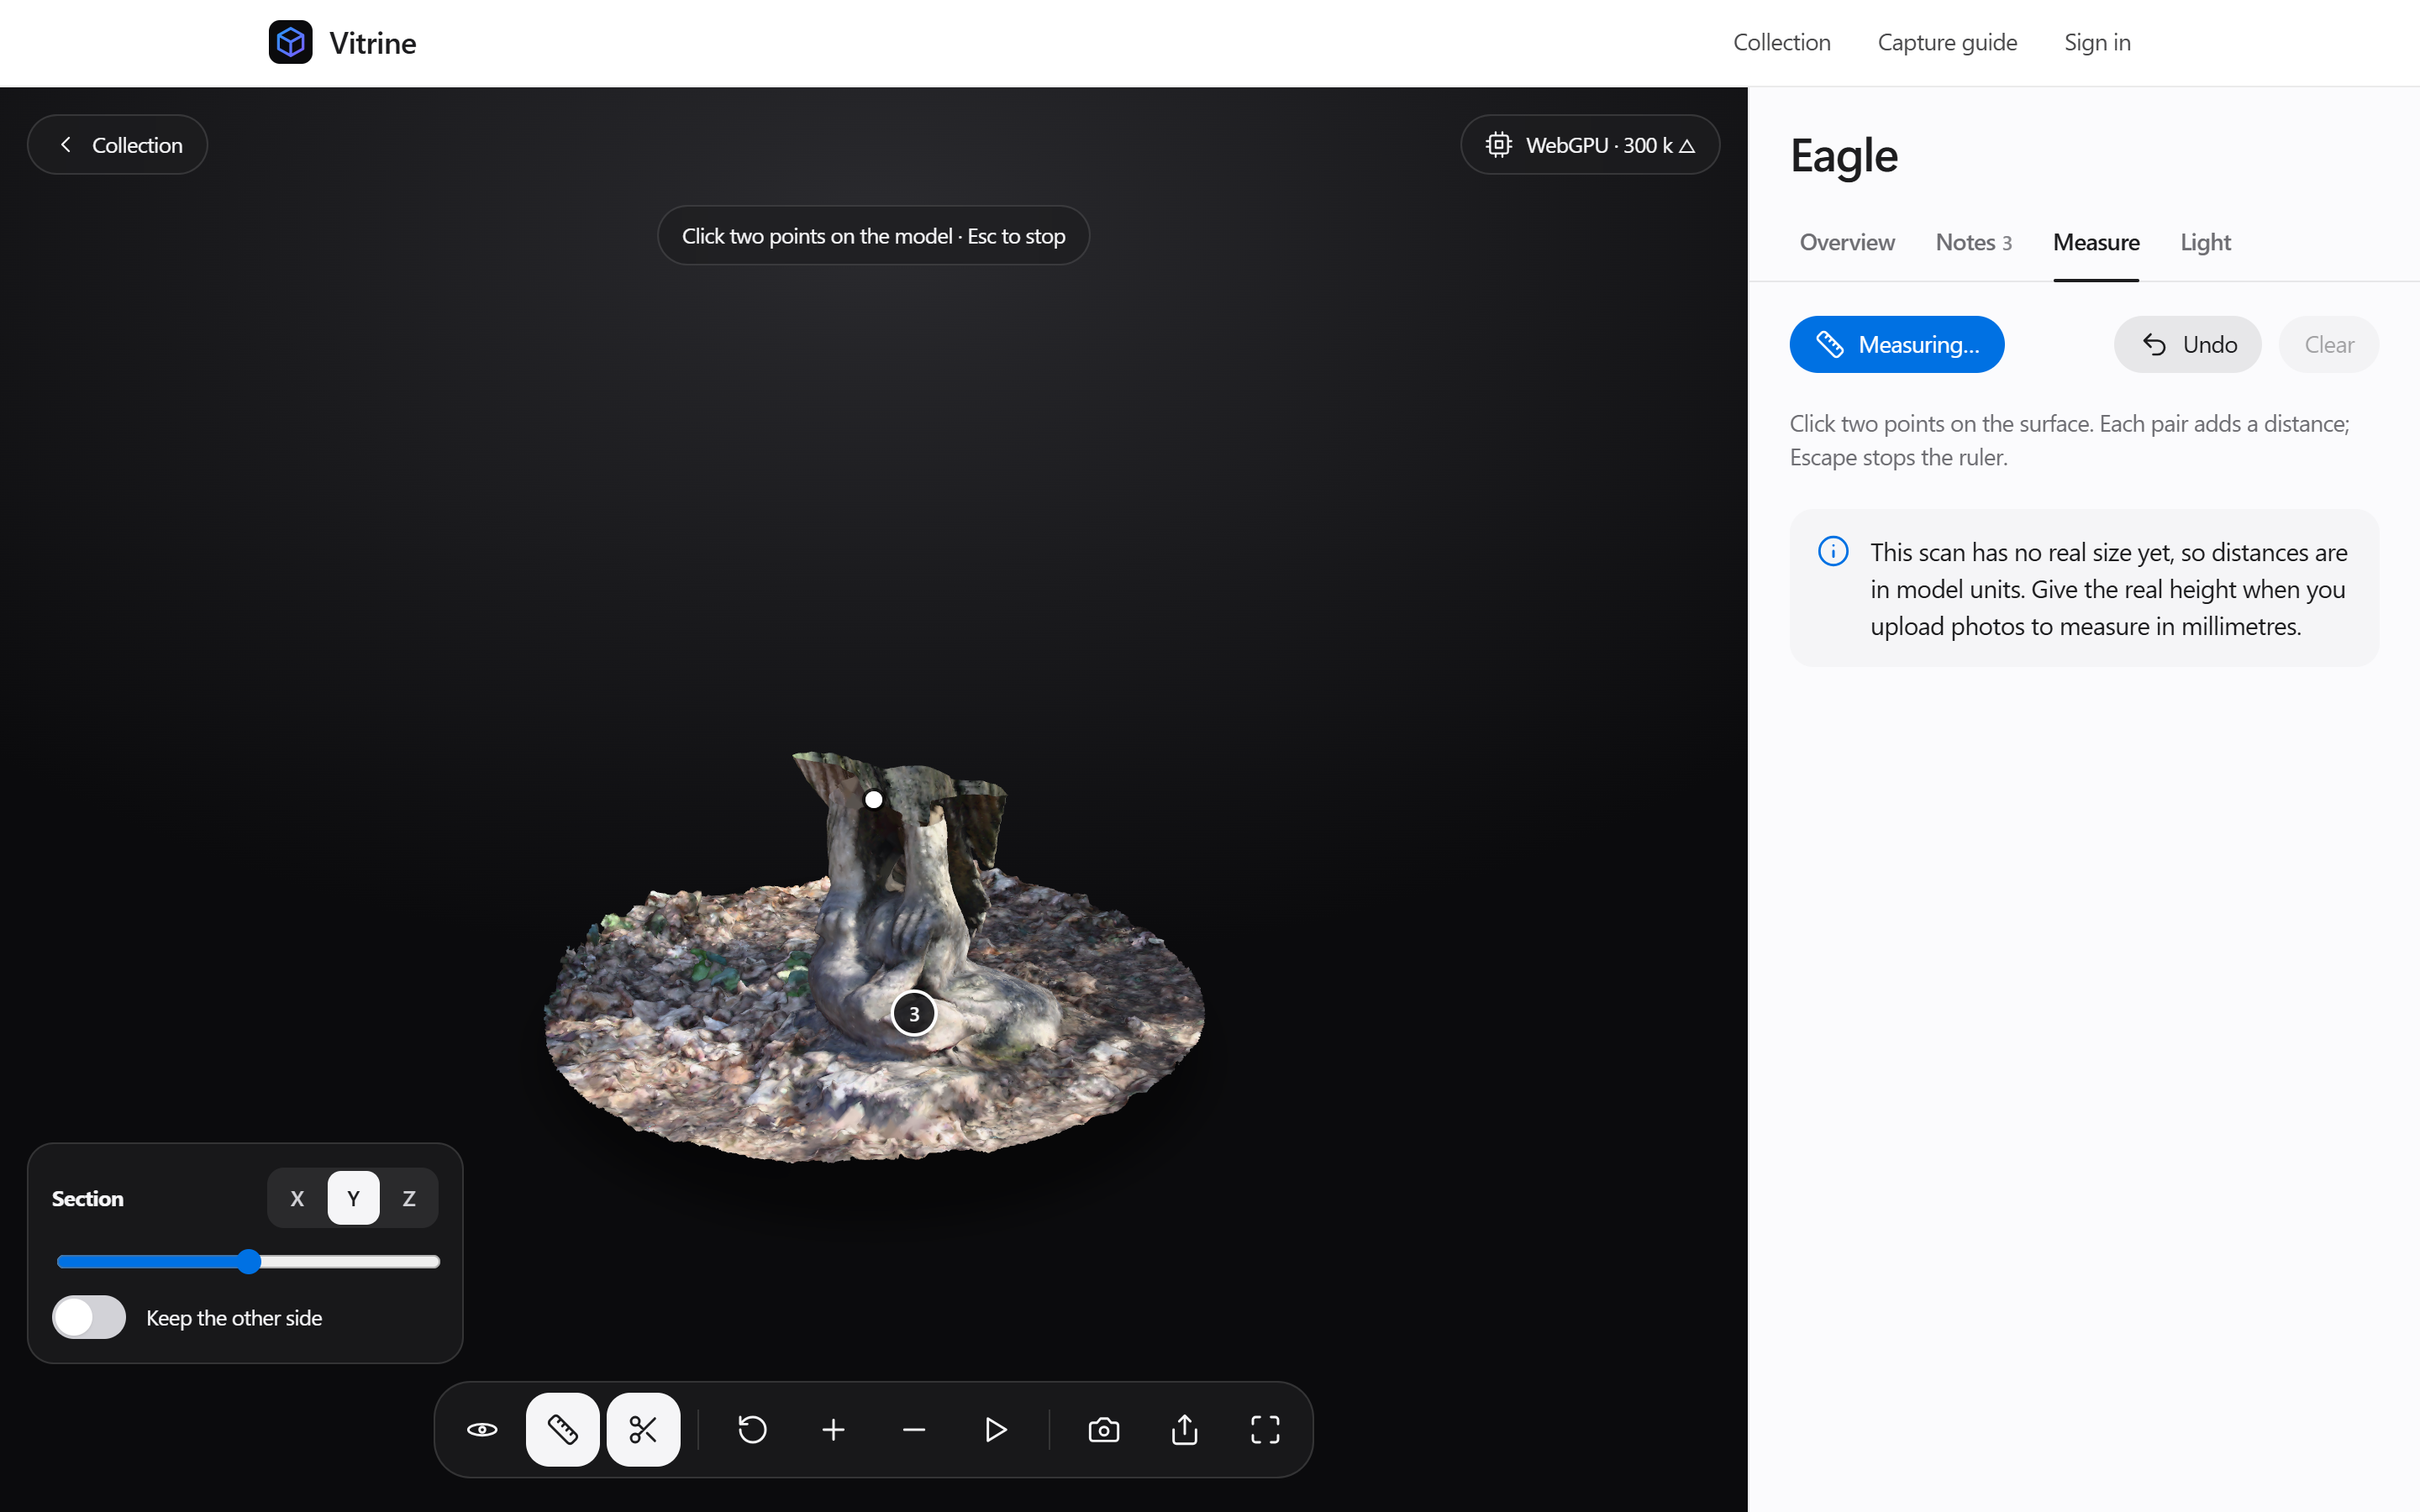 Vitrine
Collection
Capture guide
Sign in
Collection
WebGPU · 300 k △
Click two points on the model · Esc to stop
Eagle
Overview
Notes 3
Measure
Light
Measuring...
Undo
Clear
Click two points on the surface. Each pair adds a distance;
Escape stops the ruler.
This scan has no real size yet, so distances are
in model units. Give the real height when you
upload photos to measure in millimetres.
3
Section
X
Y
Z
Keep the other side